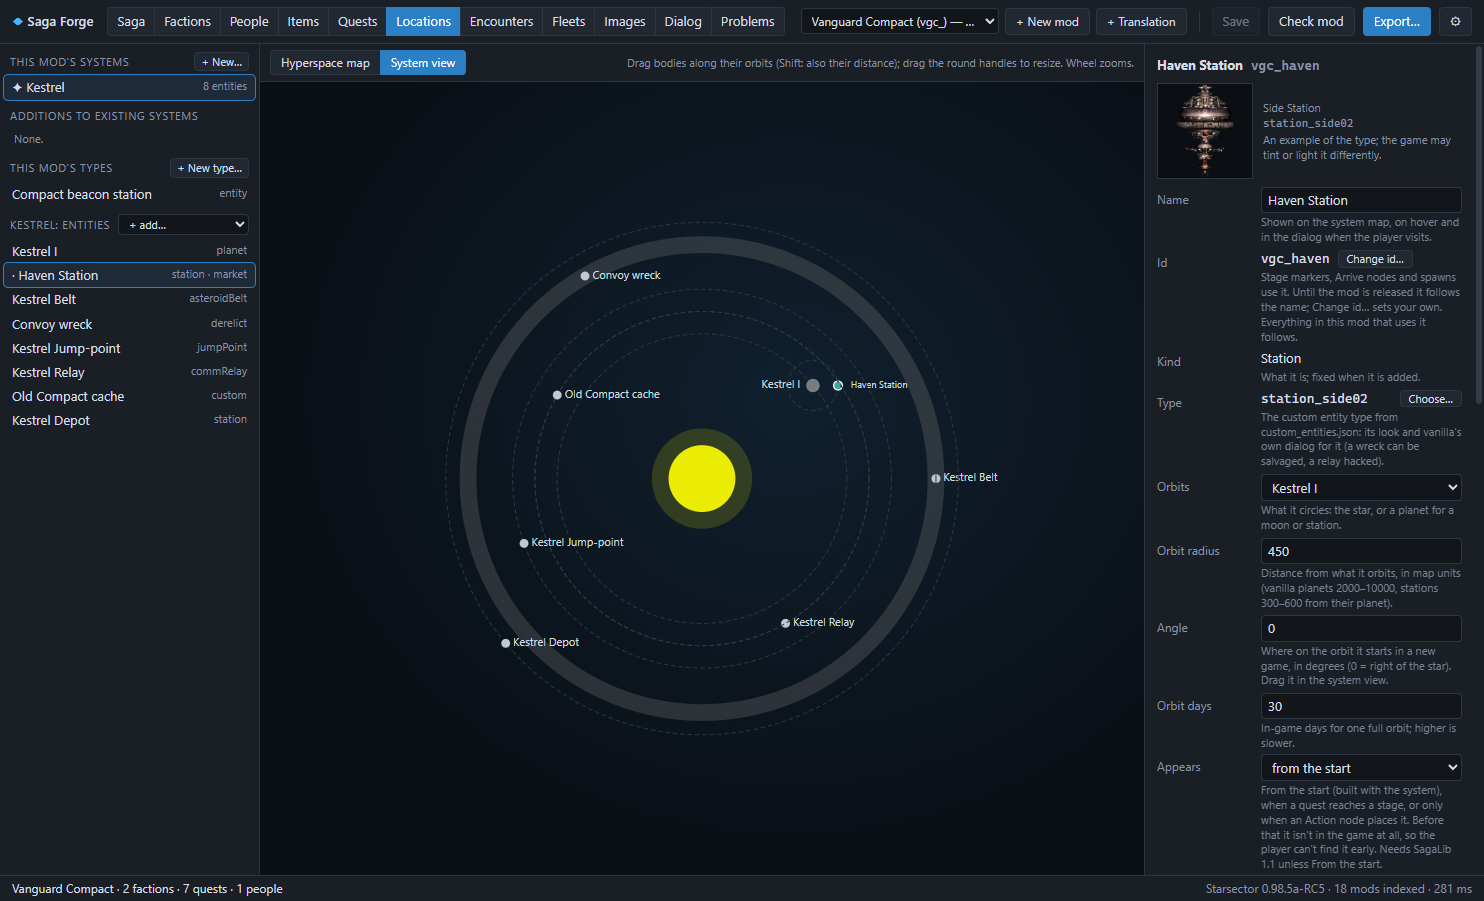 Saga Forge
Saga
Factions
People
Items
Quests
Locations
Encounters
Fleets
Images
Dialog
Problems
Vanguard Compact (vgc_) — ...
+ New mod
+ Translation
Save
Check mod
Export...
THIS MOD'S SYSTEMS
+ New...
Kestrel
8 entities
ADDITIONS TO EXISTING SYSTEMS
None.
THIS MOD'S TYPES
+ New type...
Compact beacon station
entity
KESTREL: ENTITIES
+ add...
Kestrel I
planet
· Haven Station
station · market
Kestrel Belt
asteroidBelt
Convoy wreck
derelict
Kestrel Jump-point
jumpPoint
Kestrel Relay
commRelay
Old Compact cache
custom
Kestrel Depot
station
Hyperspace map
System view
Drag bodies along their orbits (Shift: also their distance); drag the round handles to resize. Wheel zooms.
Convoy wreck
Kestrel I
Haven Station
Old Compact cache
Kestrel Belt
Kestrel Jump-point
Kestrel Relay
Kestrel Depot
Haven Station vgc_haven
Side Station
station_side02
An example of the type; the game may
tint or light it differently.
Name
Haven Station
Shown on the system map, on hover and
in the dialog when the player visits.
Id
vgc_haven
Change id...
Stage markers, Arrive nodes and spawns
use it. Until the mod is released it follows
the name; Change id... sets your own.
Everything in this mod that uses it
follows.
Kind
Station
What it is; fixed when it is added.
Type
station_side02
Choose...
The custom entity type from
custom_entities.json: its look and vanilla's
own dialog for it (a wreck can be
salvaged, a relay hacked).
Orbits
Kestrel I
What it circles: the star, or a planet for a
moon or station.
Orbit radius
450
Distance from what it orbits, in map units
(vanilla planets 2000–10000, stations
300–600 from their planet).
Angle
0
Where on the orbit it starts in a new
game, in degrees (0 = right of the star).
Drag it in the system view.
Orbit days
30
In-game days for one full orbit; higher is
slower.
Appears
from the start
From the start (built with the system),
when a quest reaches a stage, or only
when an Action node places it. Before
that it isn't in the game at all, so the
player can't find it early. Needs SagaLib
1.1 unless From the start.
Vanguard Compact · 2 factions · 7 quests · 1 people
Starsector 0.98.5a-RC5 · 18 mods indexed · 281 ms